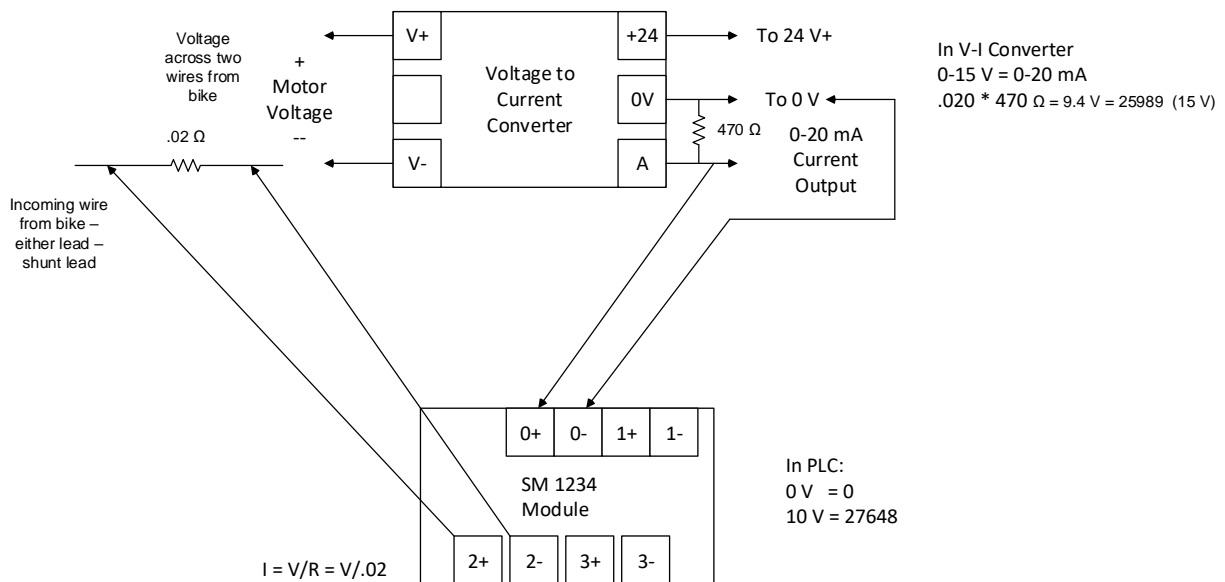 Voltage
across two
wires from
bike
+
Motor
Voltage
--
.02 Ω
Incoming wire
from bike –
either lead –
shunt lead
V+
V-
Voltage to
Current
Converter
+24
0V
A
To 24 V+
To 0 V
470 Ω
0-20 mA
Current
Output
In V-I Converter
0-15 V = 0-20 mA
.020 * 470 Ω = 9.4 V = 25989 (15 V)
0+
0-
1+
1-
SM 1234
Module
2+
2-
3+
3-
In PLC:
0 V = 0
10 V = 27648
I = V/R = V/.02